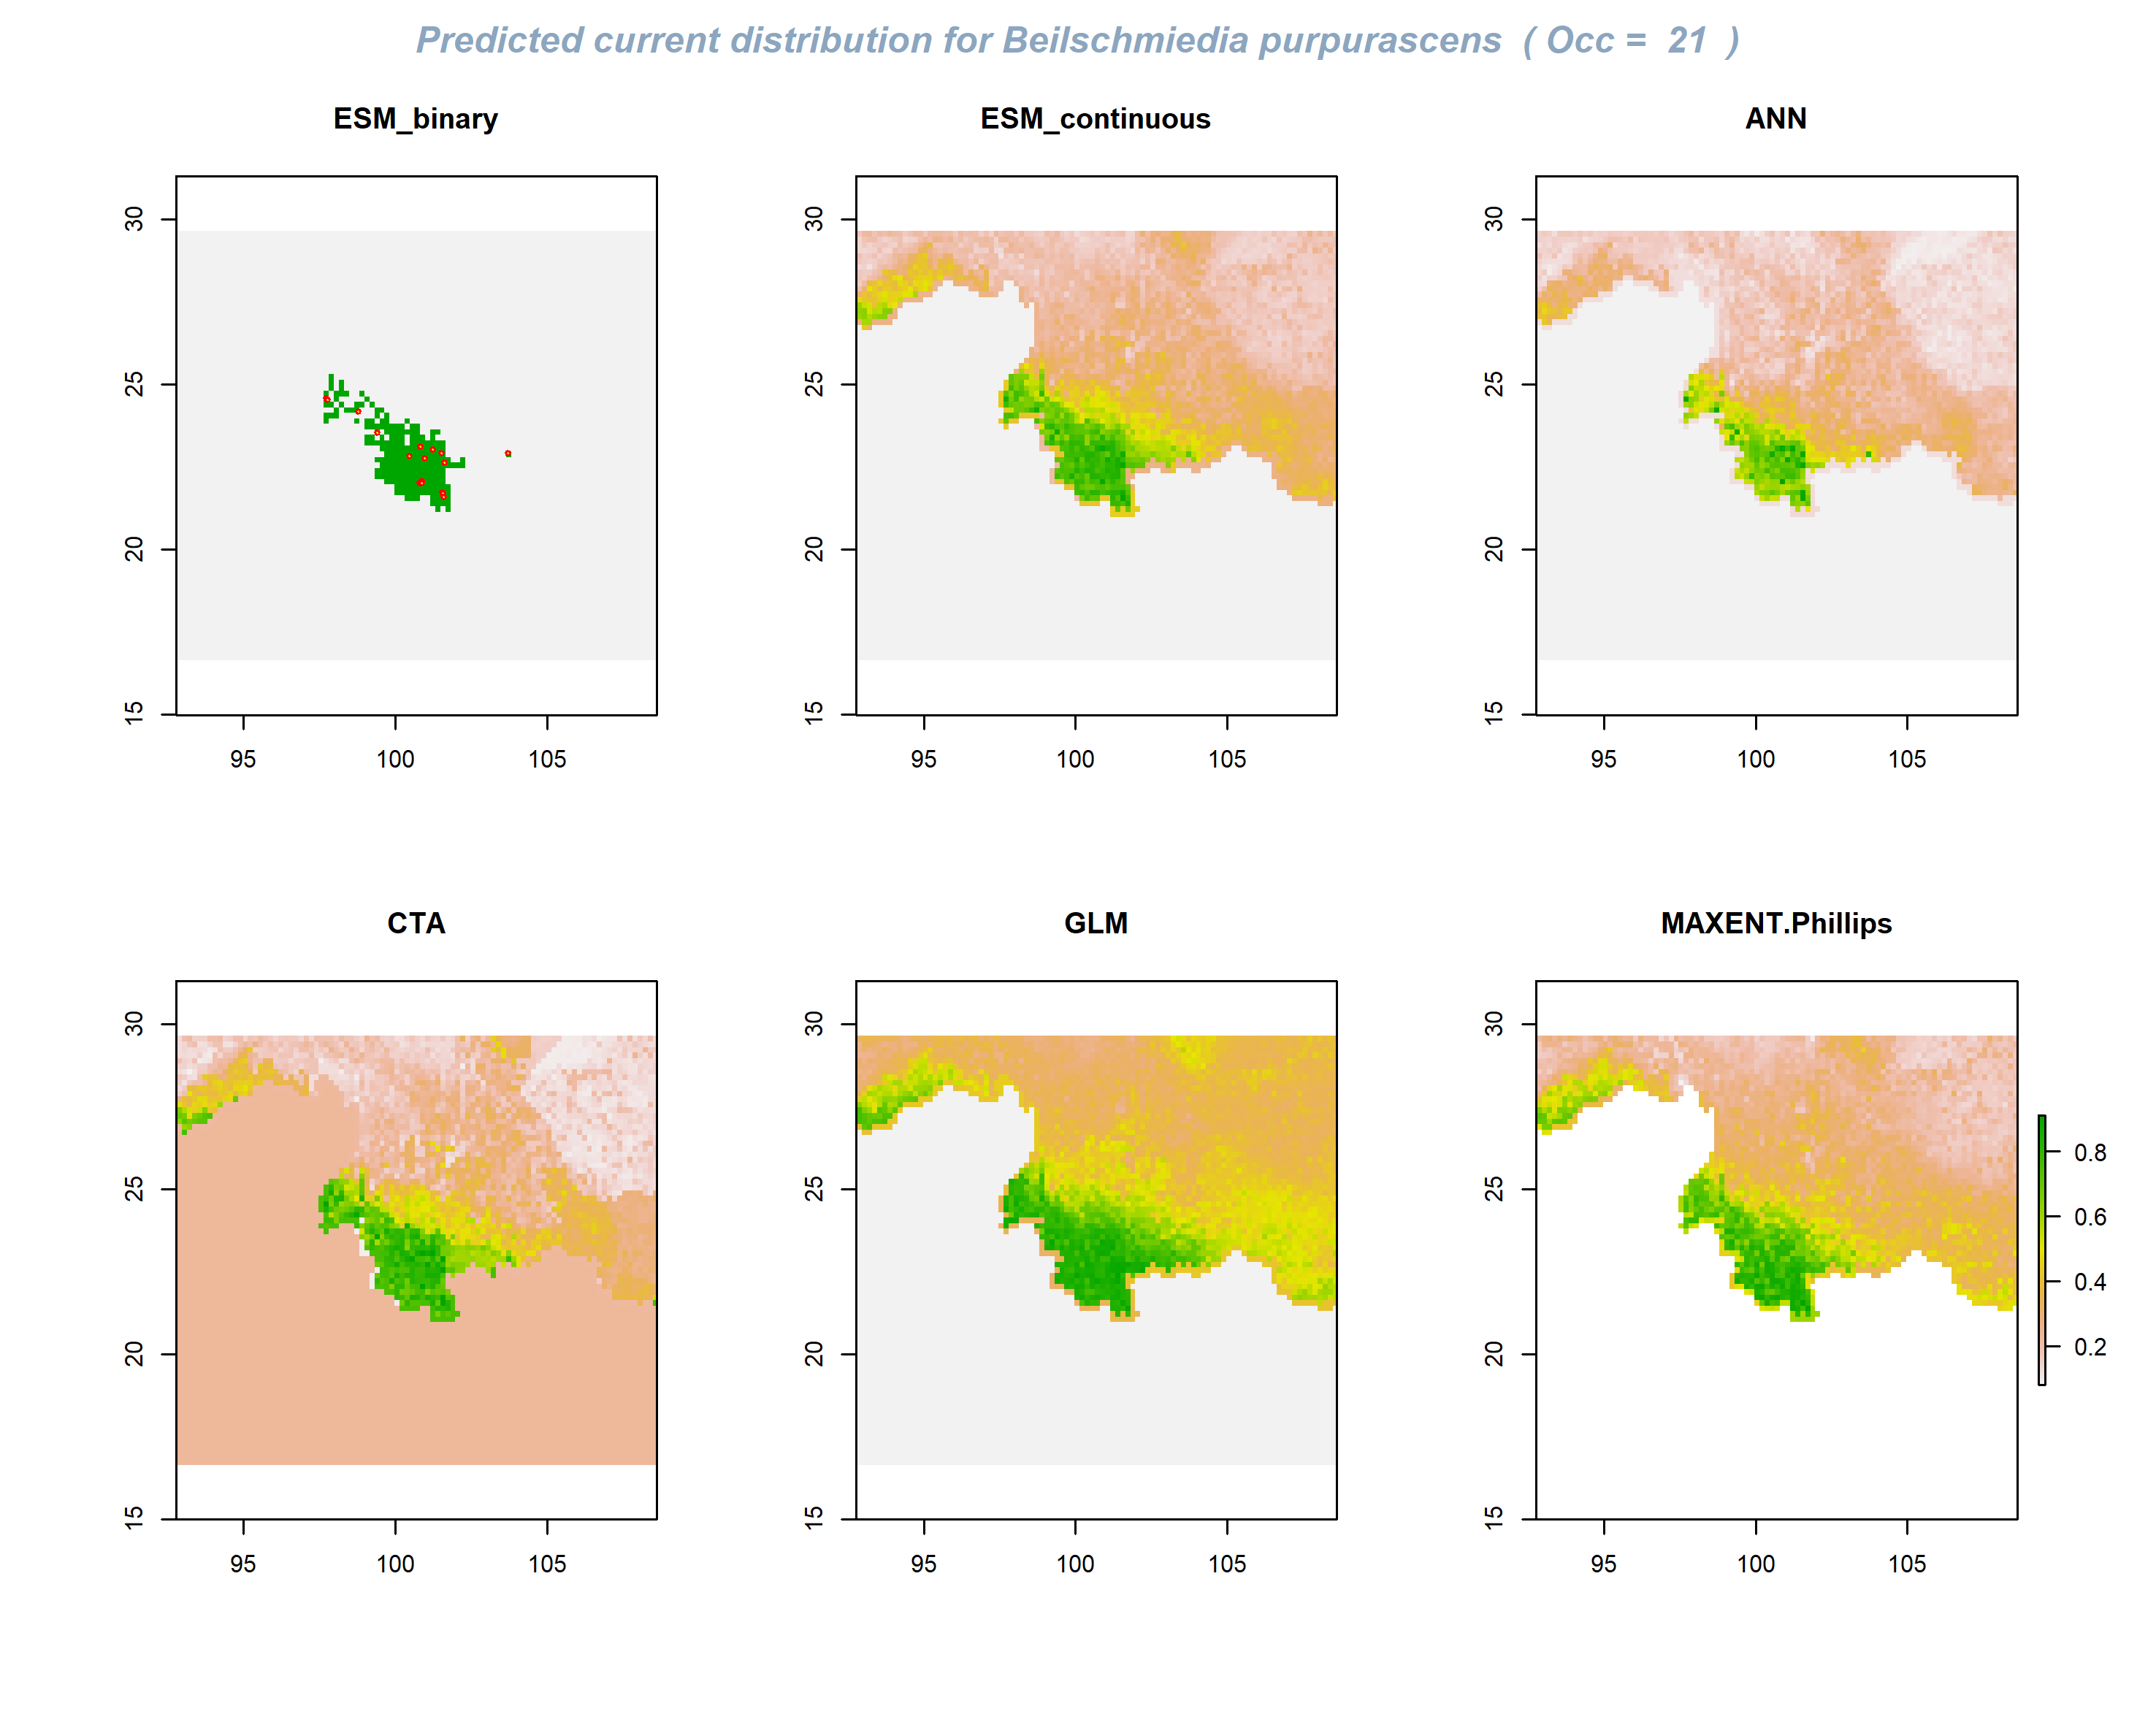 Predicted current distribution for Beilschmiedia purpurascens ( Occ = 21 )
ESM_binary
ESM_continuous
ANN
30
25
20
15
95 100 105
30
25
20
15
95 100 105
30
25
20
15
95 100 105
CTA
GLM
MAXENT.Phillips
30
25
20
15
95 100 105
30
25
20
15
95 100 105
30
25
20
15
95 100 105
0.8
0.6
0.4
0.2